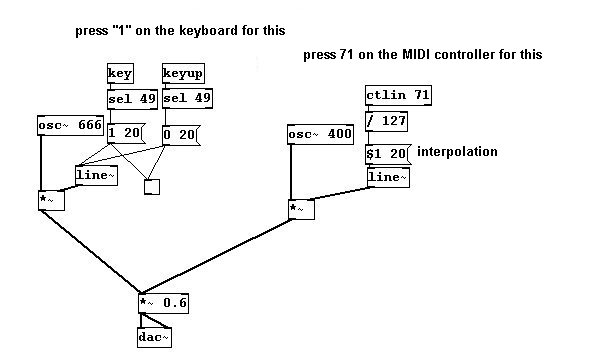 press "1" on the keyboard for this
press 71 on the MIDI controller for this
key
keyup
sel 49
sel 49
ctlin 71
osc~ 666
1 20
0 20
osc~ 400
/ 127
$1 20
interpolation
line~
line~
*~
*~
*~ 0.6
dac~